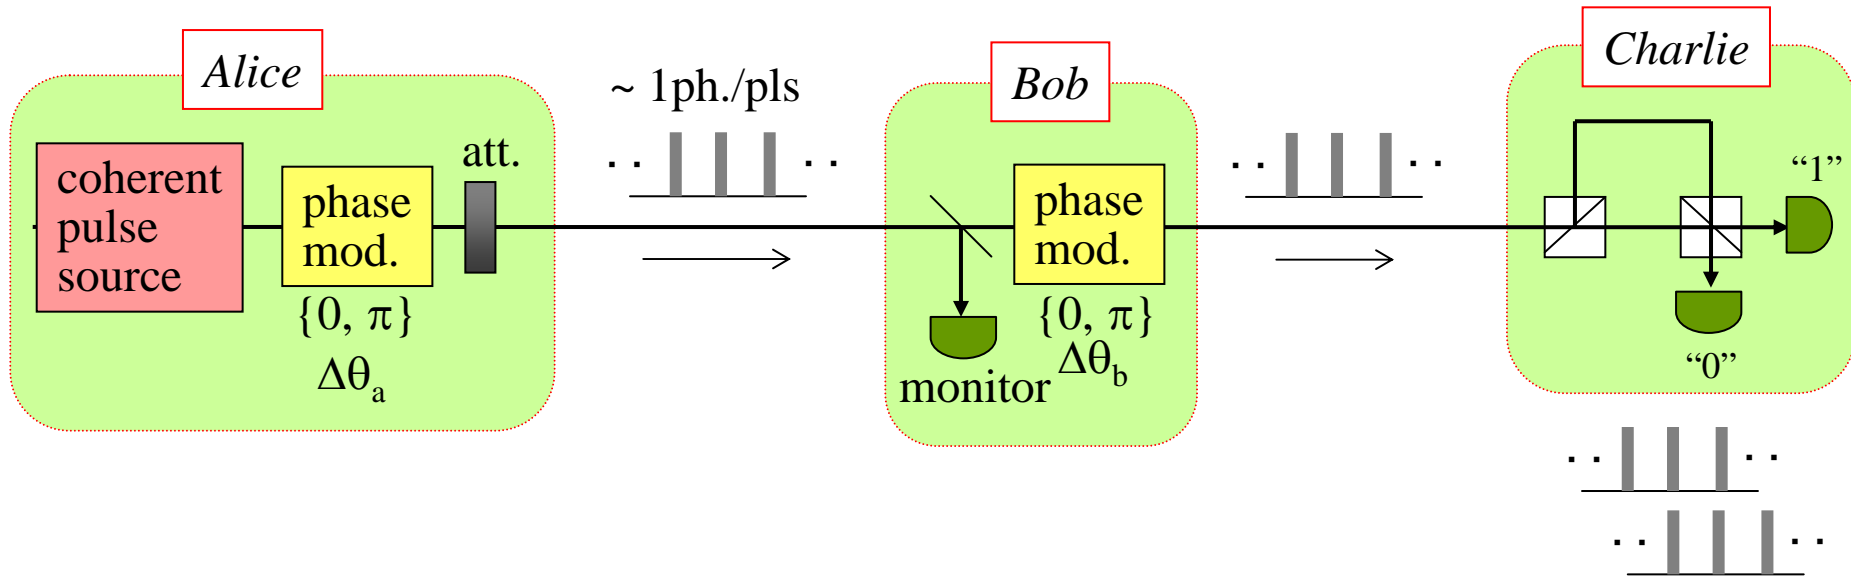 Alice
coherent
pulse
source
phase
mod.
{0, π}
Δθa
att.
~ 1ph./pls
Bob
monitor
phase
mod.
{0, π}
Δθb
Charlie
“1”
“0”